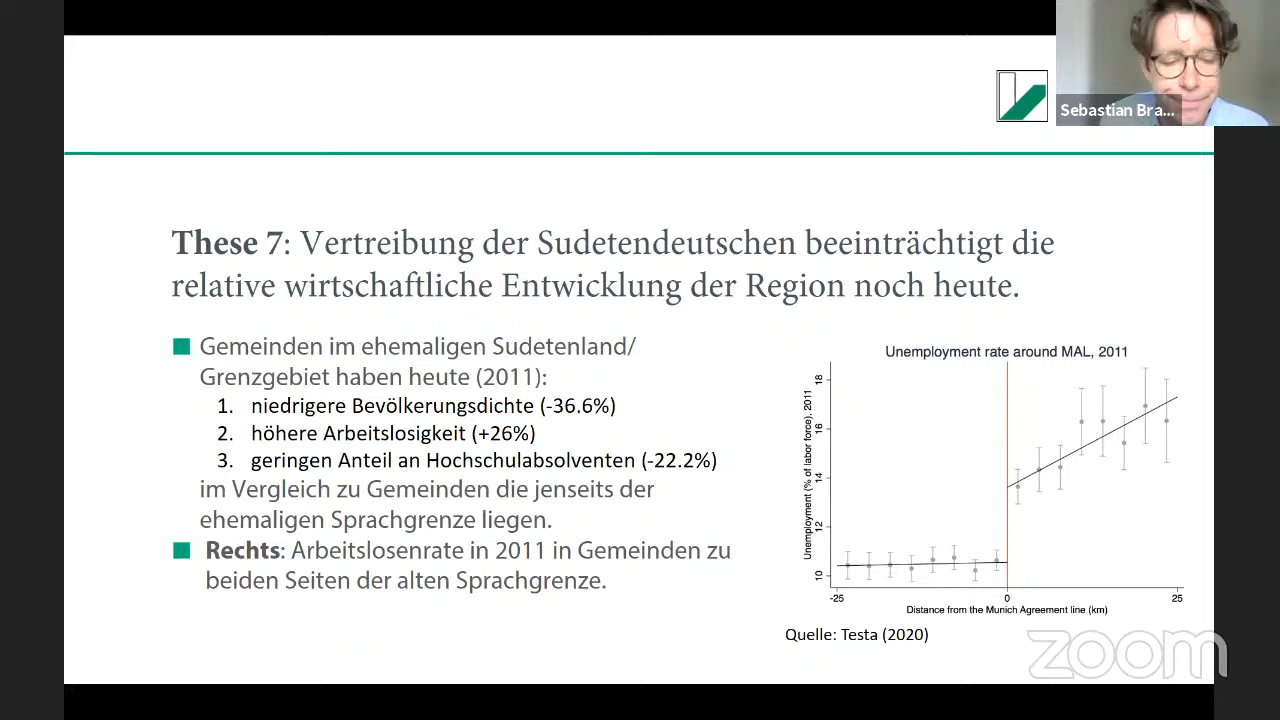 Sebastian Bra...
These 7: Vertreibung der Sudetendeutschen beeinträchtigt die
relative wirtschaftliche Entwicklung der Region noch heute.
Gemeinden im ehemaligen Sudetenland/
Grenzgebiet haben heute (2011):
1. niedrigere Bevölkerungsdichte (-36.6%)
2. höhere Arbeitslosigkeit (+26%)
3. geringen Anteil an Hochschulabsolventen (-22.2%)
im Vergleich zu Gemeinden die jenseits der
ehemaligen Sprachgrenze liegen.
Rechts: Arbeitslosenrate in 2011 in Gemeinden zu
beiden Seiten der alten Sprachgrenze.
Unemployment rate around MAL, 2011
Unemployment (% of labor force), 2011
18
16
14
12
10
-25 0 25
Distance from the Munich Agreement line (km)
Quelle: Testa (2020)
zoom